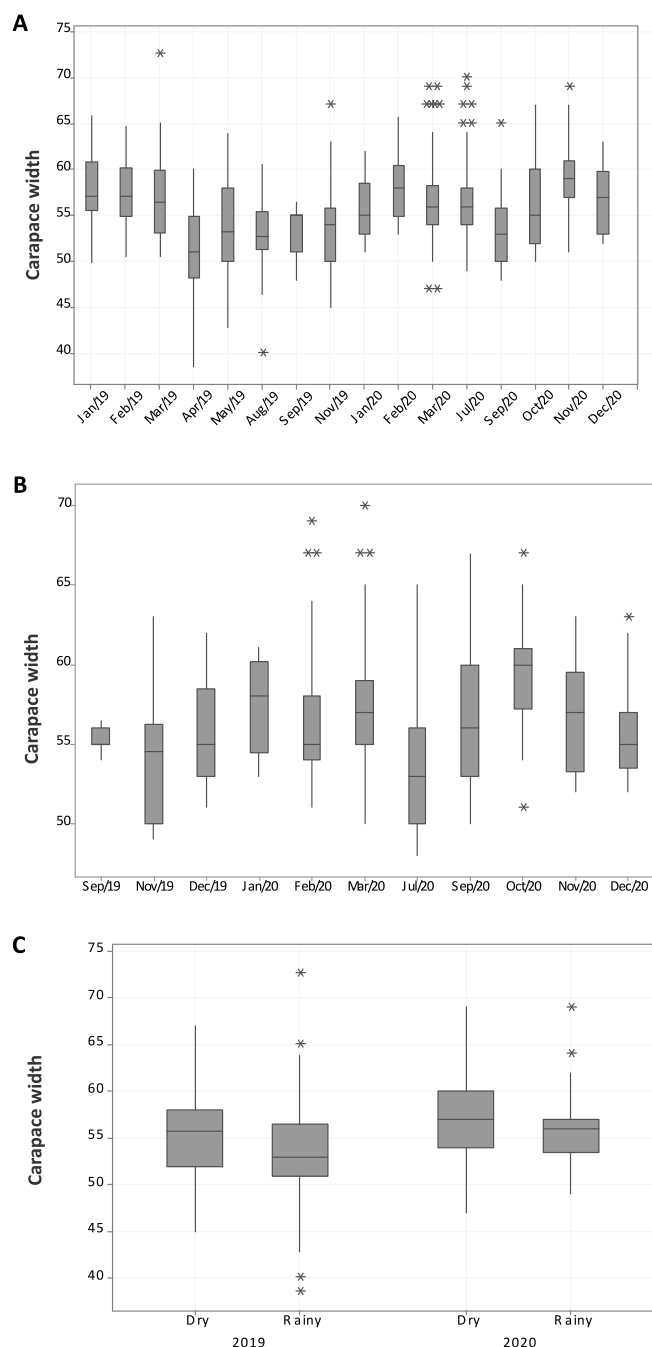 A
75
70
65
60
55
50
45
40
Carapace width
Jan/19 Feb/19 Mar/19 Apr/19 May/19 Aug/19 Sep/19 Nov/19 Jan/20 Feb/20 Mar/20 Jul/20 Sep/20 Oct/20 Nov/20 Dec/20
B
70
65
60
55
50
Carapace width
Sep/19 Nov/19 Dec/19 Jan/20 Feb/20 Mar/20 Jul/20 Sep/20 Oct/20 Nov/20 Dec/20
C
75
70
65
60
55
50
45
40
Carapace width
Dry Rainy Dry Rainy
2019 2020